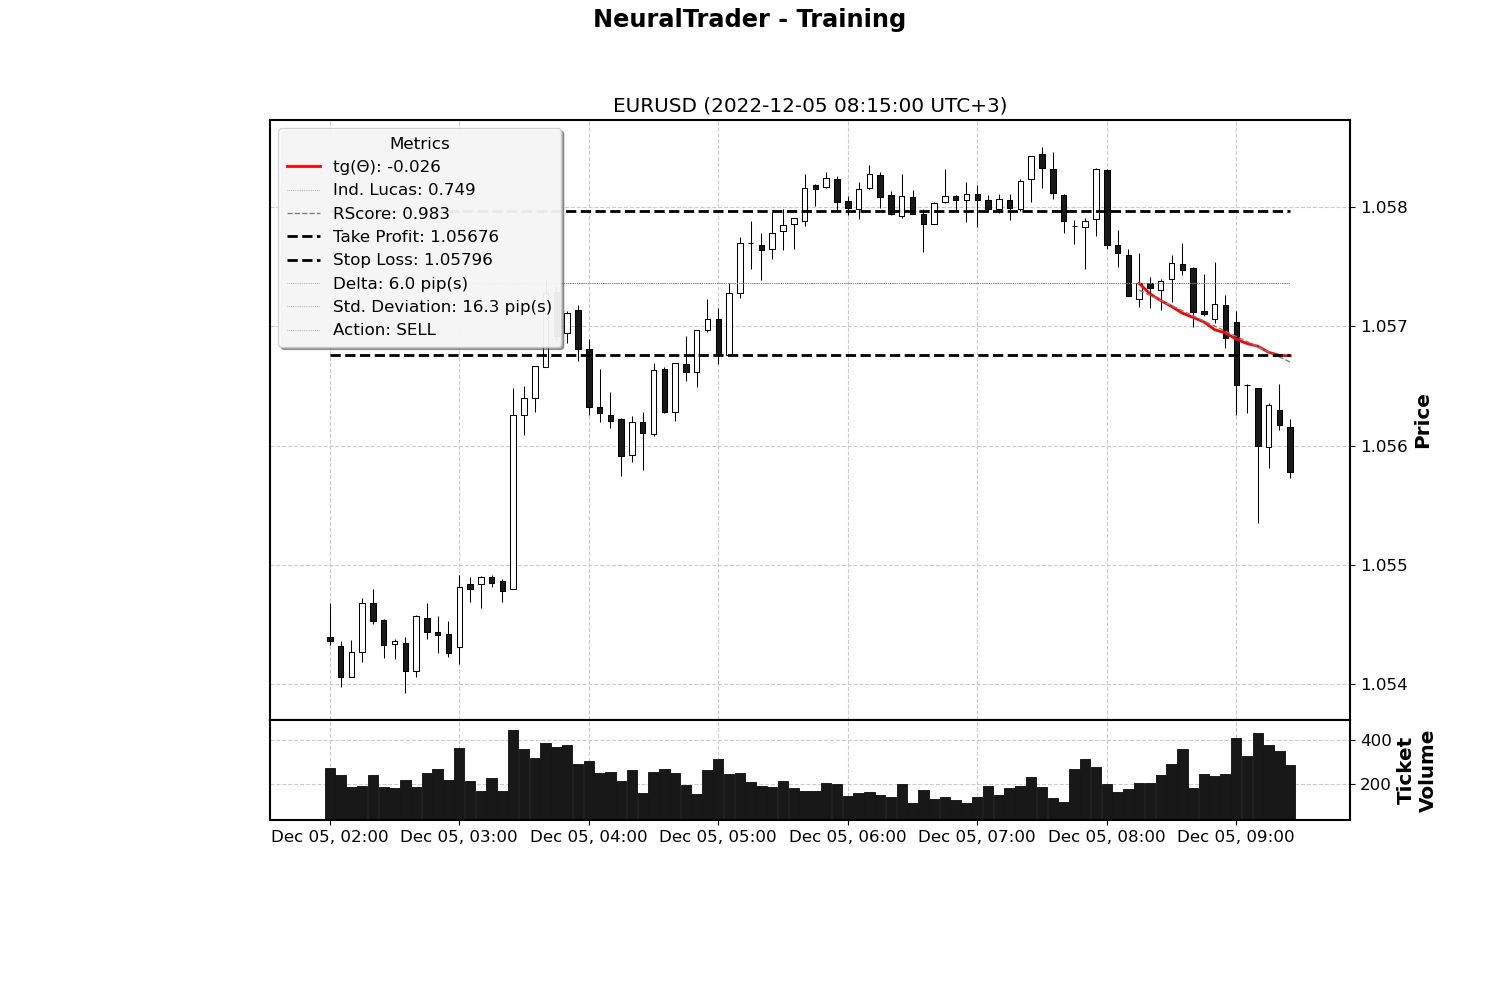 NeuralTrader - Training
EURUSD (2022-12-05 08:15:00 UTC+3)
Metrics
tg(Θ): -0.026
Ind. Lucas: 0.749
RScore: 0.983
Take Profit: 1.05676
Stop Loss: 1.05796
Delta: 6.0 pip(s)
Std. Deviation: 16.3 pip(s)
Action: SELL
1.058
1.057
1.056
1.055
1.054
Price
400
200
Ticket
Volume
Dec 05, 02:00 Dec 05, 03:00 Dec 05, 04:00 Dec 05, 05:00 Dec 05, 06:00 Dec 05, 07:00 Dec 05, 08:00 Dec 05, 09:00